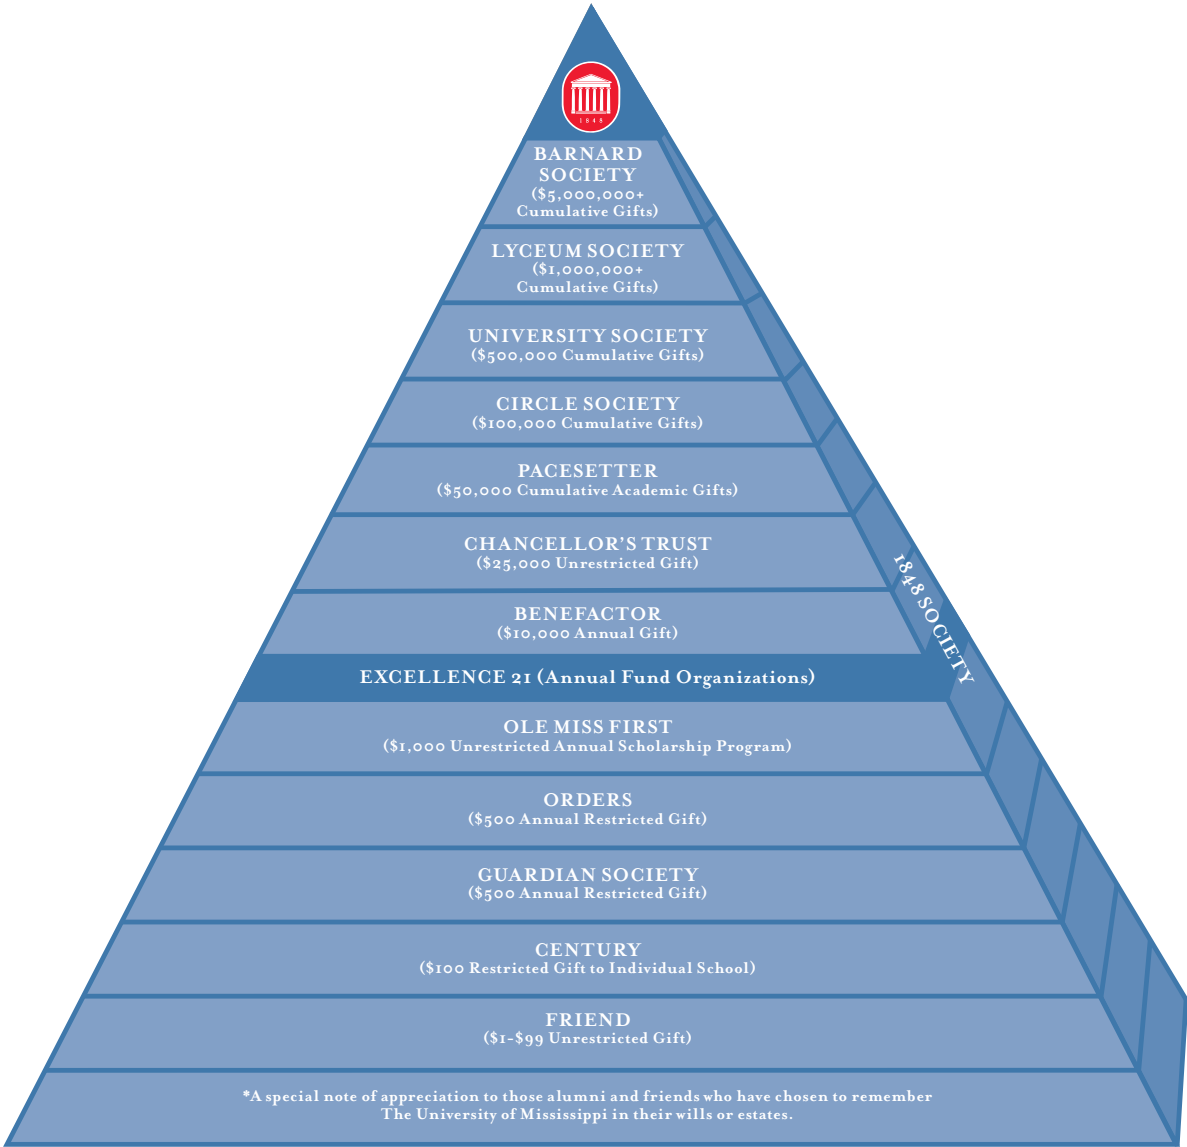 1848
BARNARD
SOCIETY
($5,000,000+
Cumulative Gifts)
LYCEUM SOCIETY
($1,000,000+
Cumulative Gifts)
UNIVERSITY SOCIETY
($500,000 Cumulative Gifts)
CIRCLE SOCIETY
($100,000 Cumulative Gifts)
PACESETTER
($50,000 Cumulative Academic Gifts)
CHANCELLOR'S TRUST
($25,000 Unrestricted Gift)
BENEFACTOR
($10,000 Annual Gift)
1848 SOCIETY
EXCELLENCE 21 (Annual Fund Organizations)
OLE MISS FIRST
($1,000 Unrestricted Annual Scholarship Program)
ORDERS
($500 Annual Restricted Gift)
GUARDIAN SOCIETY
($500 Annual Restricted Gift)
CENTURY
($100 Restricted Gift to Individual School)
FRIEND
($1-$99 Unrestricted Gift)
*A special note of appreciation to those alumni and friends who have chosen to remember
The University of Mississippi in their wills or estates.